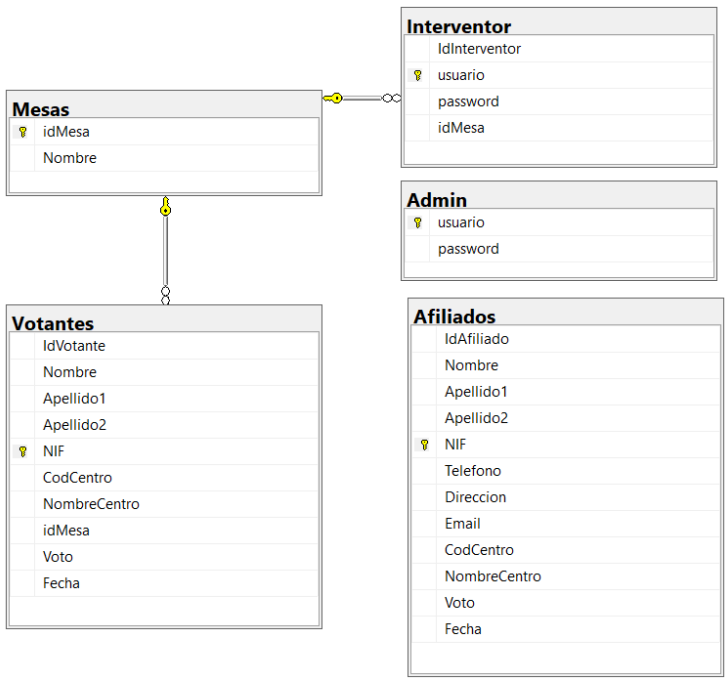 Mesas
idMesa
Nombre
Interventor
IdInterventor
usuario
password
idMesa
Admin
usuario
password
Votantes
IdVotante
Nombre
Apellido1
Apellido2
NIF
CodCentro
NombreCentro
idMesa
Voto
Fecha
Afiliados
IdAfiliado
Nombre
Apellido1
Apellido2
NIF
Telefono
Direccion
Email
CodCentro
NombreCentro
Voto
Fecha